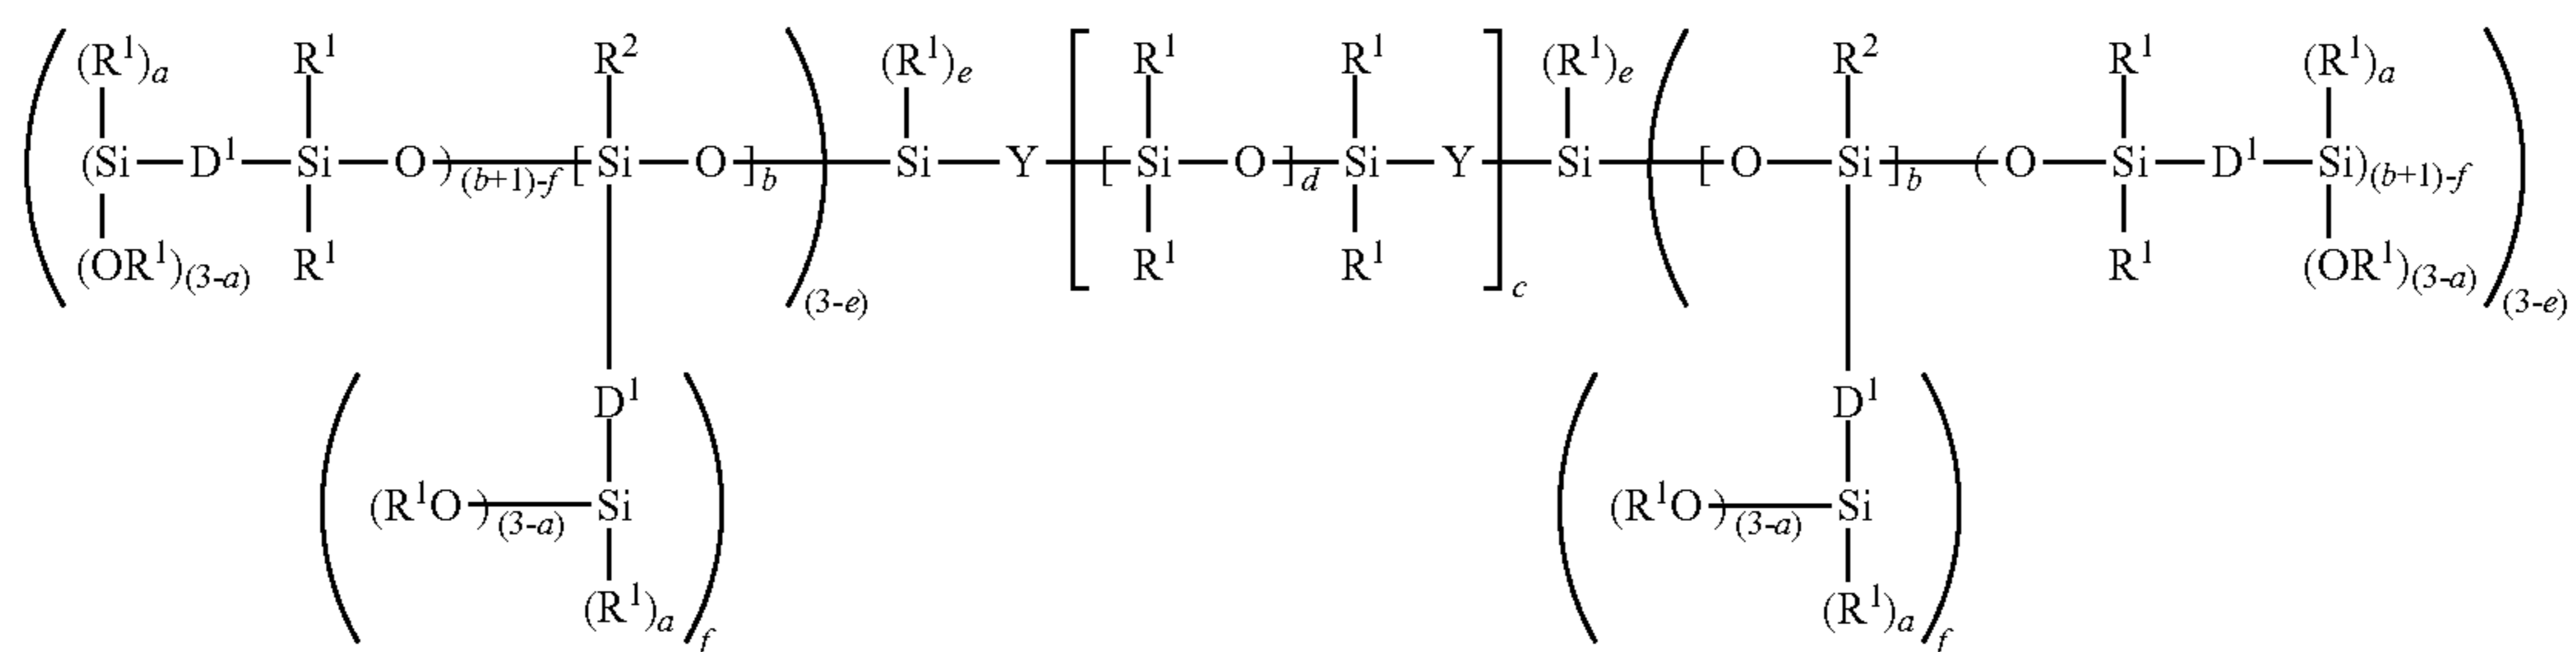 (R¹)ₐ R¹ R² (R¹)ₑ R¹ R¹ (R¹)ₑ R² R¹ (R¹)ₐ
((Si—D¹—Si—O)₍b+1₎-f[Si—O]b)(3-e)—Si—Y—[[Si—O]d Si—Y]c—Si—([O—Si]b—(O—Si—D¹—Si)(b+1)-f)(3-e)
(OR¹)(3-a) R¹ R¹ R¹ R¹ (OR¹)(3-a)
D¹ D¹
((R¹O)(3-a)—Si)f ((R¹O)(3-a)—Si)f
(R¹)ₐ (R¹)ₐ